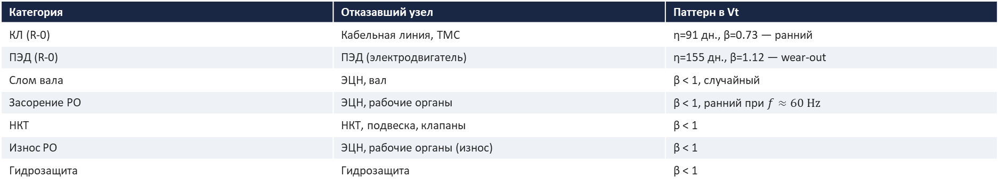 Категория Отказавший узел Паттерн в Vt
КЛ (R-0) Кабельная линия, ТМС η=91 дн., β=0.73 — ранний
ПЭД (R-0) ПЭД (электродвигатель) η=155 дн., β=1.12 — wear-out
Слом вала ЭЦН, вал β < 1, случайный
Засорение РО ЭЦН, рабочие органы β < 1, ранний при f ≈ 60 Hz
НКТ НКТ, подвеска, клапаны β < 1
Износ РО ЭЦН, рабочие органы (износ) β < 1
Гидрозащита Гидрозащита β < 1